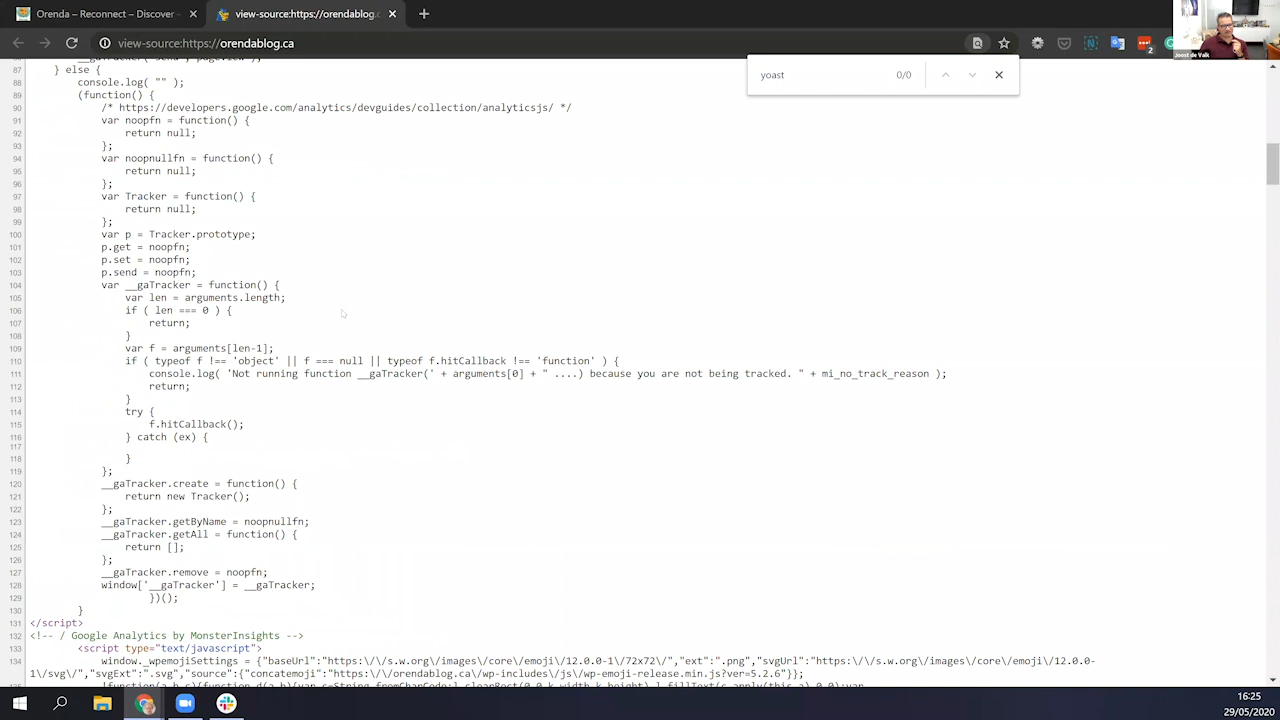 Orenda – Reconnect – Discover –
view-source:https://orendablog.c
view-source:https://orendablog.ca
2
Joost de Valk
yoast
0/0
87 } else {
88 console.log( "" );
89 (function() {
90 /* https://developers.google.com/analytics/devguides/collection/analyticsjs/ */
91 var noopfn = function() {
92 return null;
93 };
94 var noopnullfn = function() {
95 return null;
96 };
97 var Tracker = function() {
98 return null;
99 };
100 var p = Tracker.prototype;
101 p.get = noopfn;
102 p.set = noopfn;
103 p.send = noopfn;
104 var __gaTracker = function() {
105 var len = arguments.length;
106 if ( len === 0 ) {
107 return;
108 }
109 var f = arguments[len-1];
110 if ( typeof f !== 'object' || f === null || typeof f.hitCallback !== 'function' ) {
111 console.log( 'Not running function __gaTracker(' + arguments[0] + " ....) because you are not being tracked. " + mi_no_track_reason );
112 return;
113 }
114 try {
115 f.hitCallback();
116 } catch (ex) {
117
118 }
119 };
120 __gaTracker.create = function() {
121 return new Tracker();
122 };
123 __gaTracker.getByName = noopnullfn;
124 __gaTracker.getAll = function() {
125 return [];
126 };
127 __gaTracker.remove = noopfn;
128 window['__gaTracker'] = __gaTracker;
129 })();
130 }
131 </script>
132 <!-- / Google Analytics by MonsterInsights -->
133 <script type="text/javascript">
134 window._wpemojiSettings = {"baseUrl":"https:\/\/s.w.org\/images\/core\/emoji\/12.0.0-1\/72x72\/","ext":".png","svgUrl":"https:\/\/s.w.org\/images\/core\/emoji\/12.0.0-
1\/svg\/","svgExt":".svg","source":{"concatemoji":"https:\/\/orendablog.ca\/wp-includes\/js\/wp-emoji-release.min.js?ver=5.2.6"}};
16:25
29/05/2020